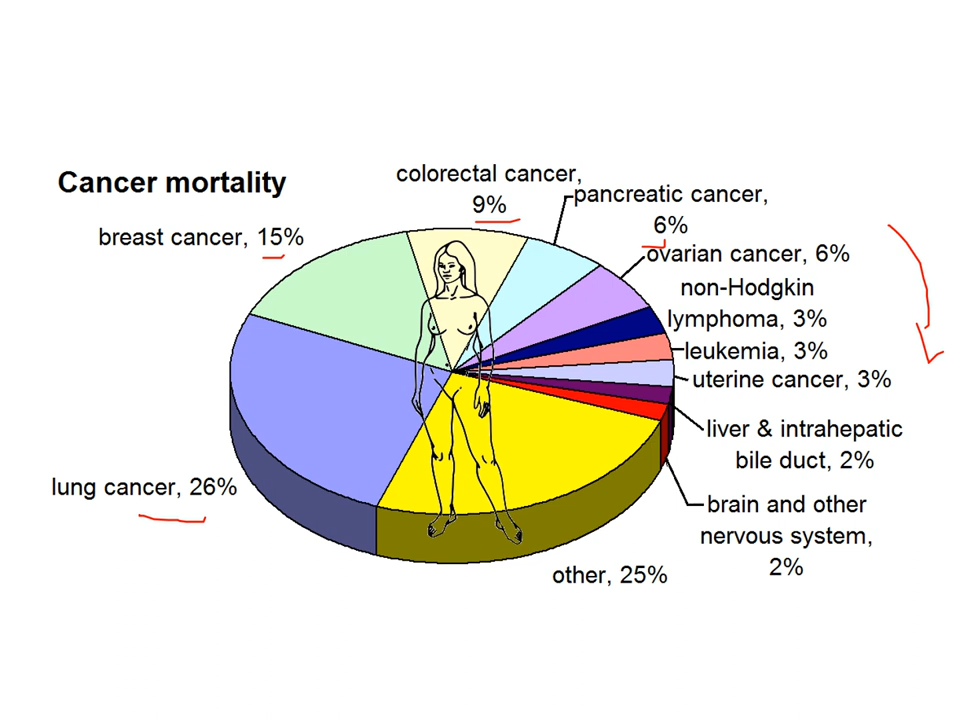 Cancer mortality
colorectal cancer,
9%
pancreatic cancer,
6%
breast cancer, 15%
ovarian cancer, 6%
non-Hodgkin
lymphoma, 3%
leukemia, 3%
uterine cancer, 3%
liver & intrahepatic
bile duct, 2%
lung cancer, 26%
brain and other
nervous system,
2%
other, 25%